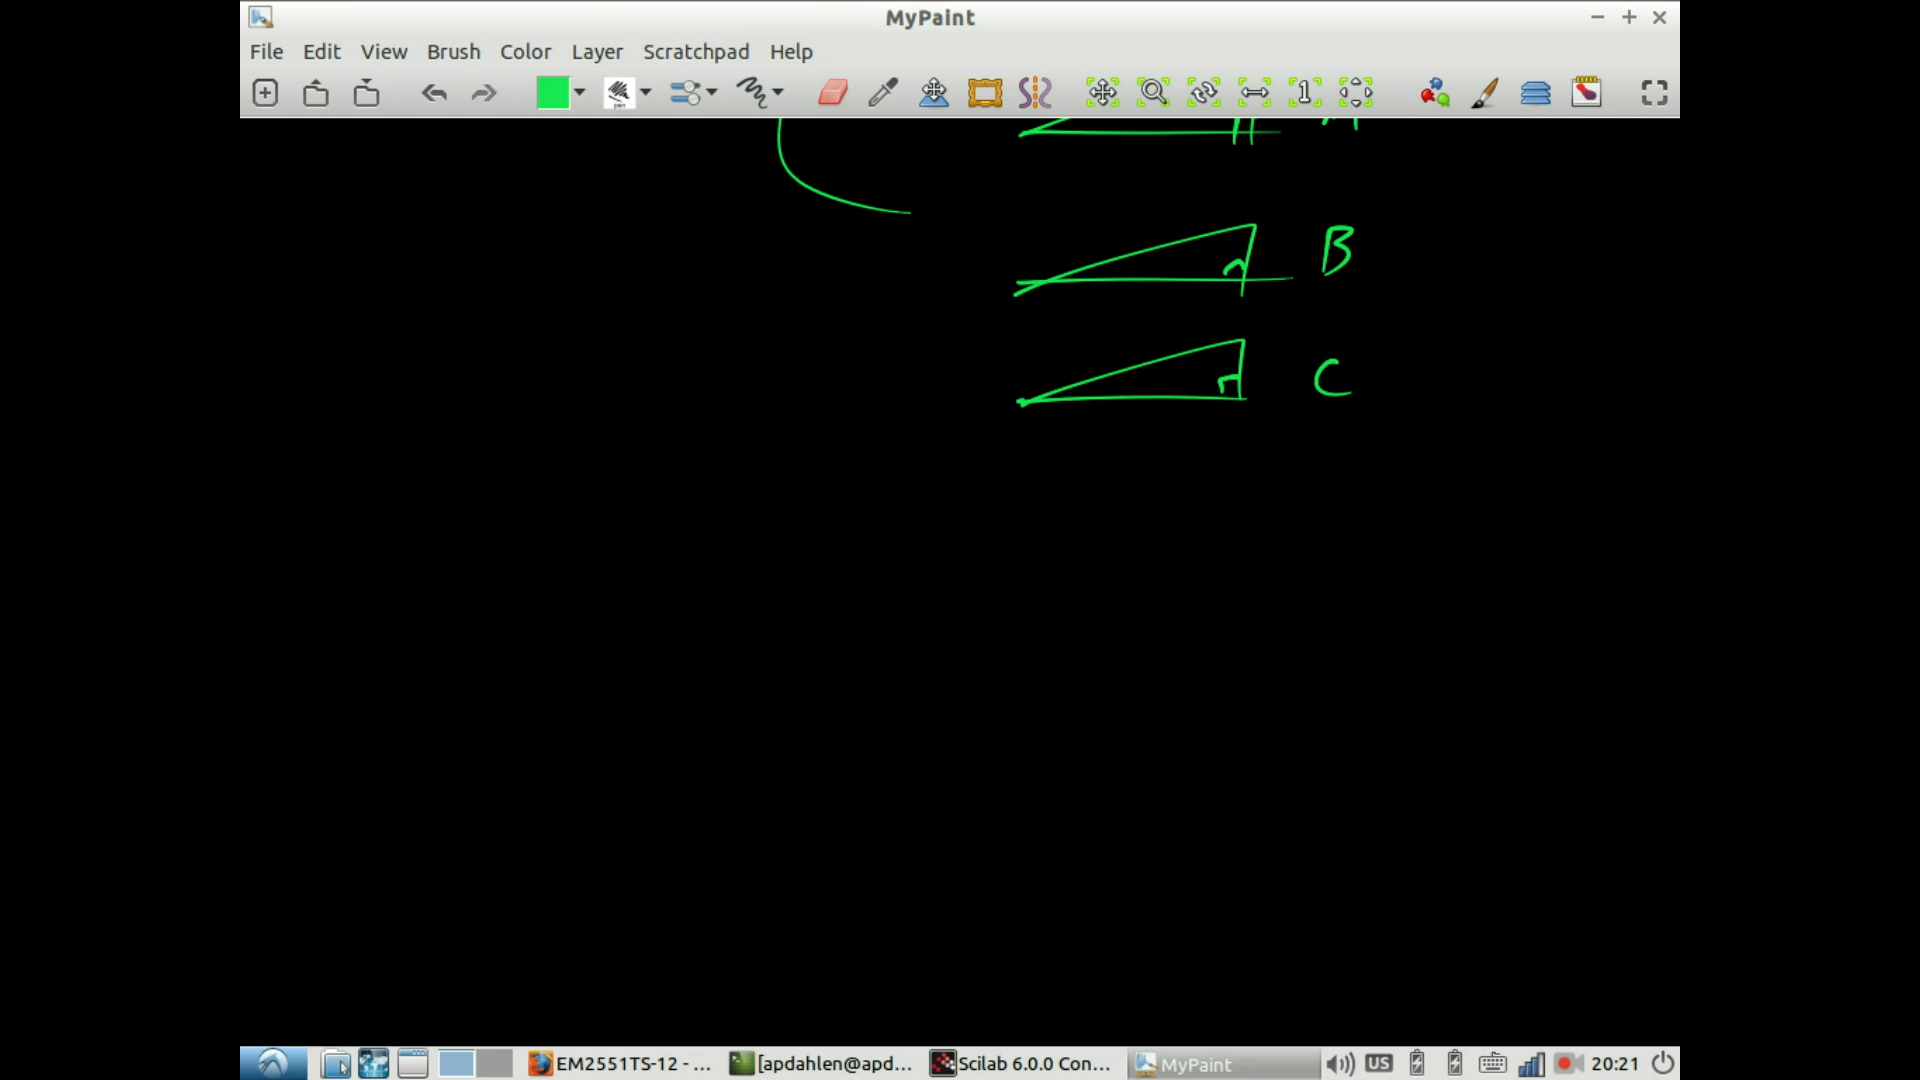 MyPaint
File Edit View Brush Color Layer Scratchpad Help
1
B
C
EM2551TS-12 - ... [apdahlen@apd... Scilab 6.0.0 Con... MyPaint US 20:21